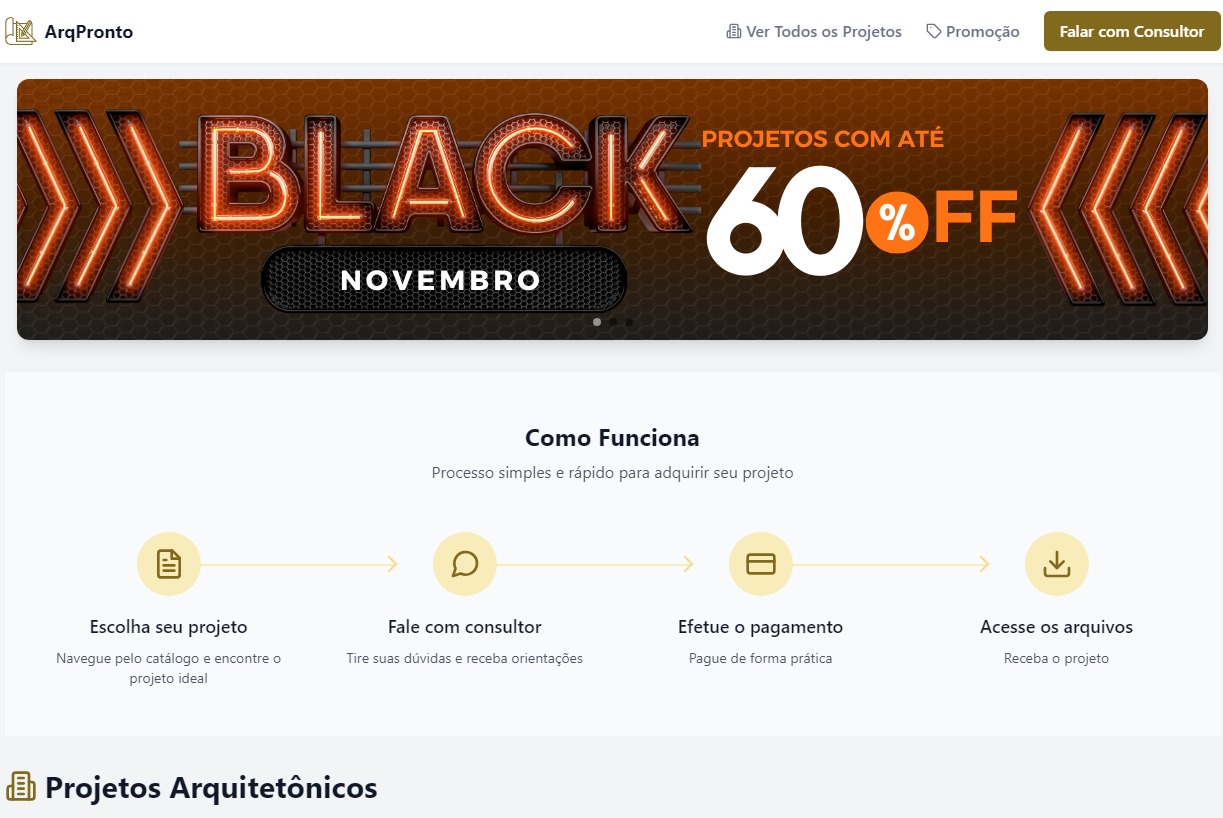 ArqPronto
Ver Todos os Projetos
Promoção
Falar com Consultor
BLACK
NOVEMBRO
PROJETOS COM ATÉ
60%FF
Como Funciona
Processo simples e rápido para adquirir seu projeto
Escolha seu projeto
Navegue pelo catálogo e encontre o
projeto ideal
Fale com consultor
Tire suas dúvidas e receba orientações
Efetue o pagamento
Pague de forma prática
Acesse os arquivos
Receba o projeto
Projetos Arquitetônicos